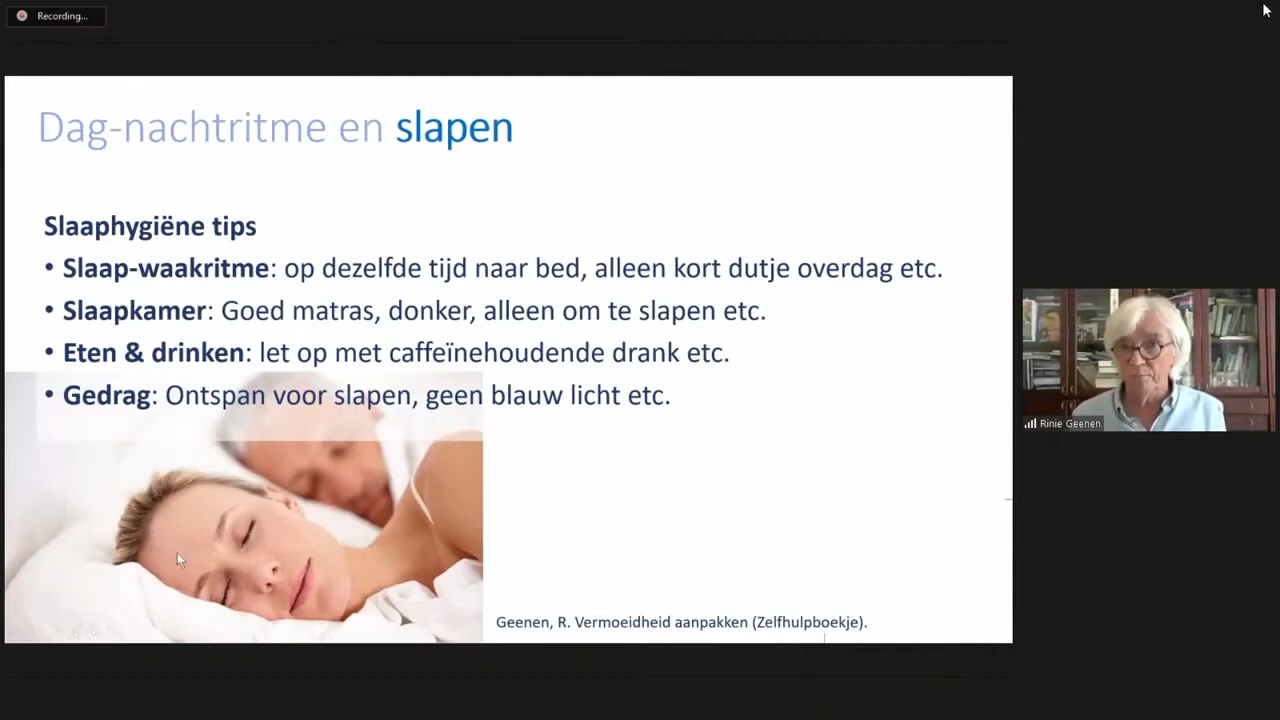 Recording...
Dag-nachtritme en slapen
Slaaphygiëne tips
• Slaap-waakritme: op dezelfde tijd naar bed, alleen kort dutje overdag etc.
• Slaapkamer: Goed matras, donker, alleen om te slapen etc.
• Eten & drinken: let op met caffeïnehoudende drank etc.
• Gedrag: Ontspan voor slapen, geen blauw licht etc.
Rinie Geenen
Geenen, R. Vermoeidheid aanpakken (Zelfhulpboekje).